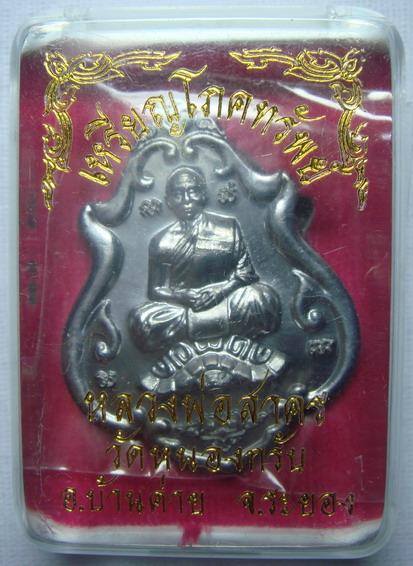 เหรียญโภคทรัพย์
หลวงพ่อสาคร
วัดหนองกรับ
อ.บ้านค่าย จ.ระยอง